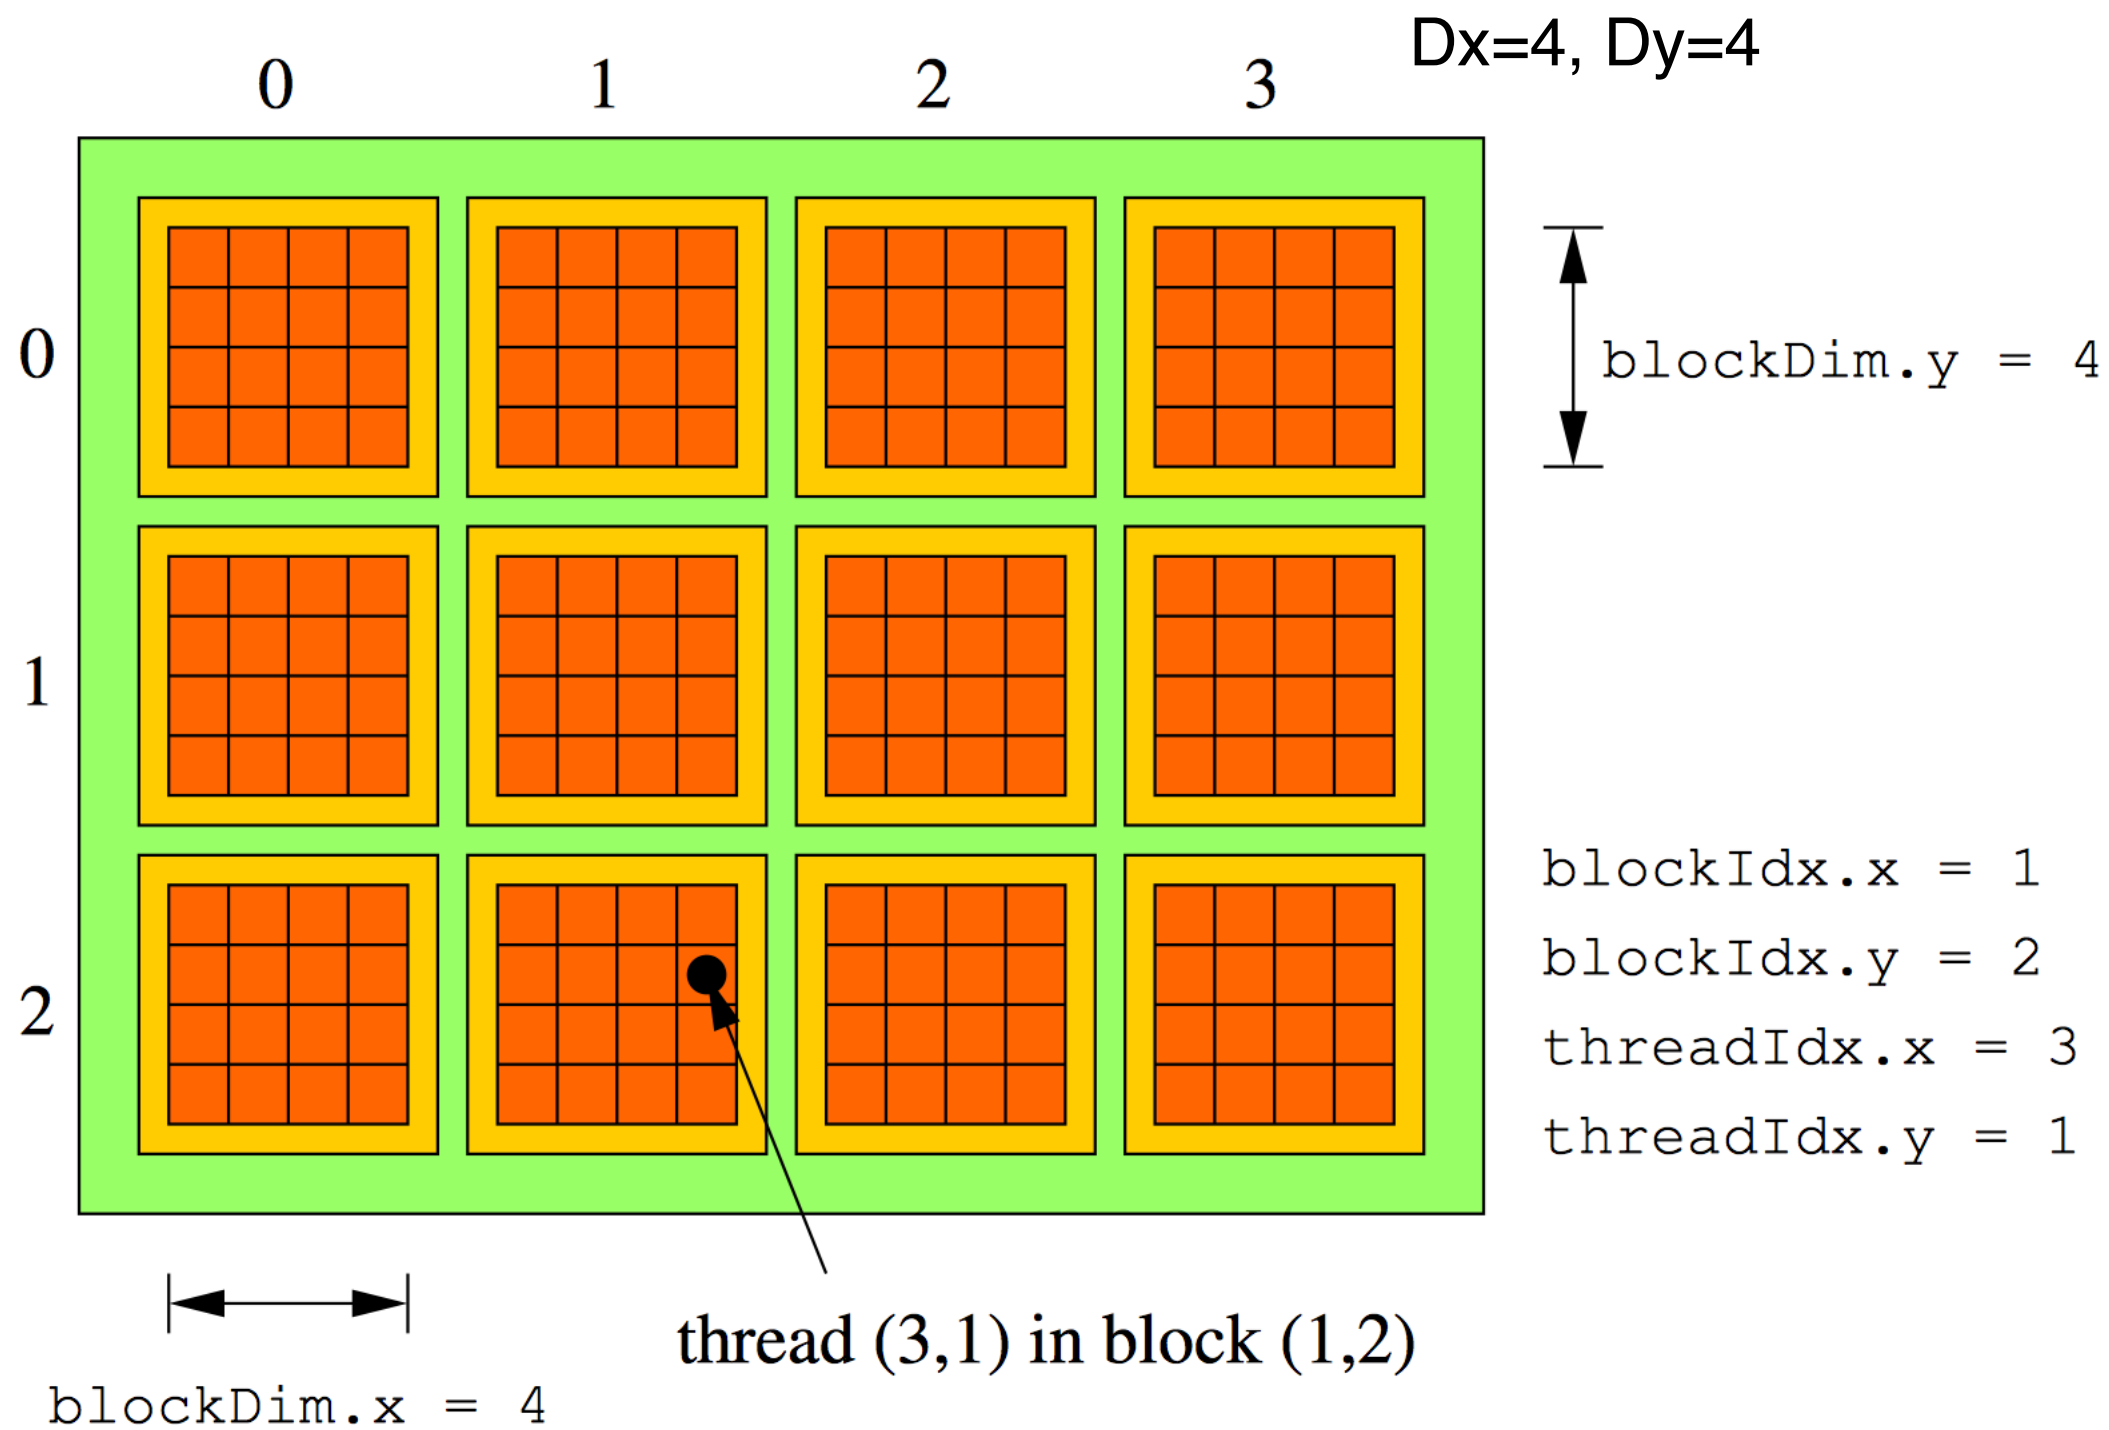 Dx=4, Dy=4
0 1 2 3
0
blockDim.y = 4
1
blockIdx.x = 1
blockIdx.y = 2
2
threadIdx.x = 3
threadIdx.y = 1
thread (3,1) in block (1,2)
blockDim.x = 4